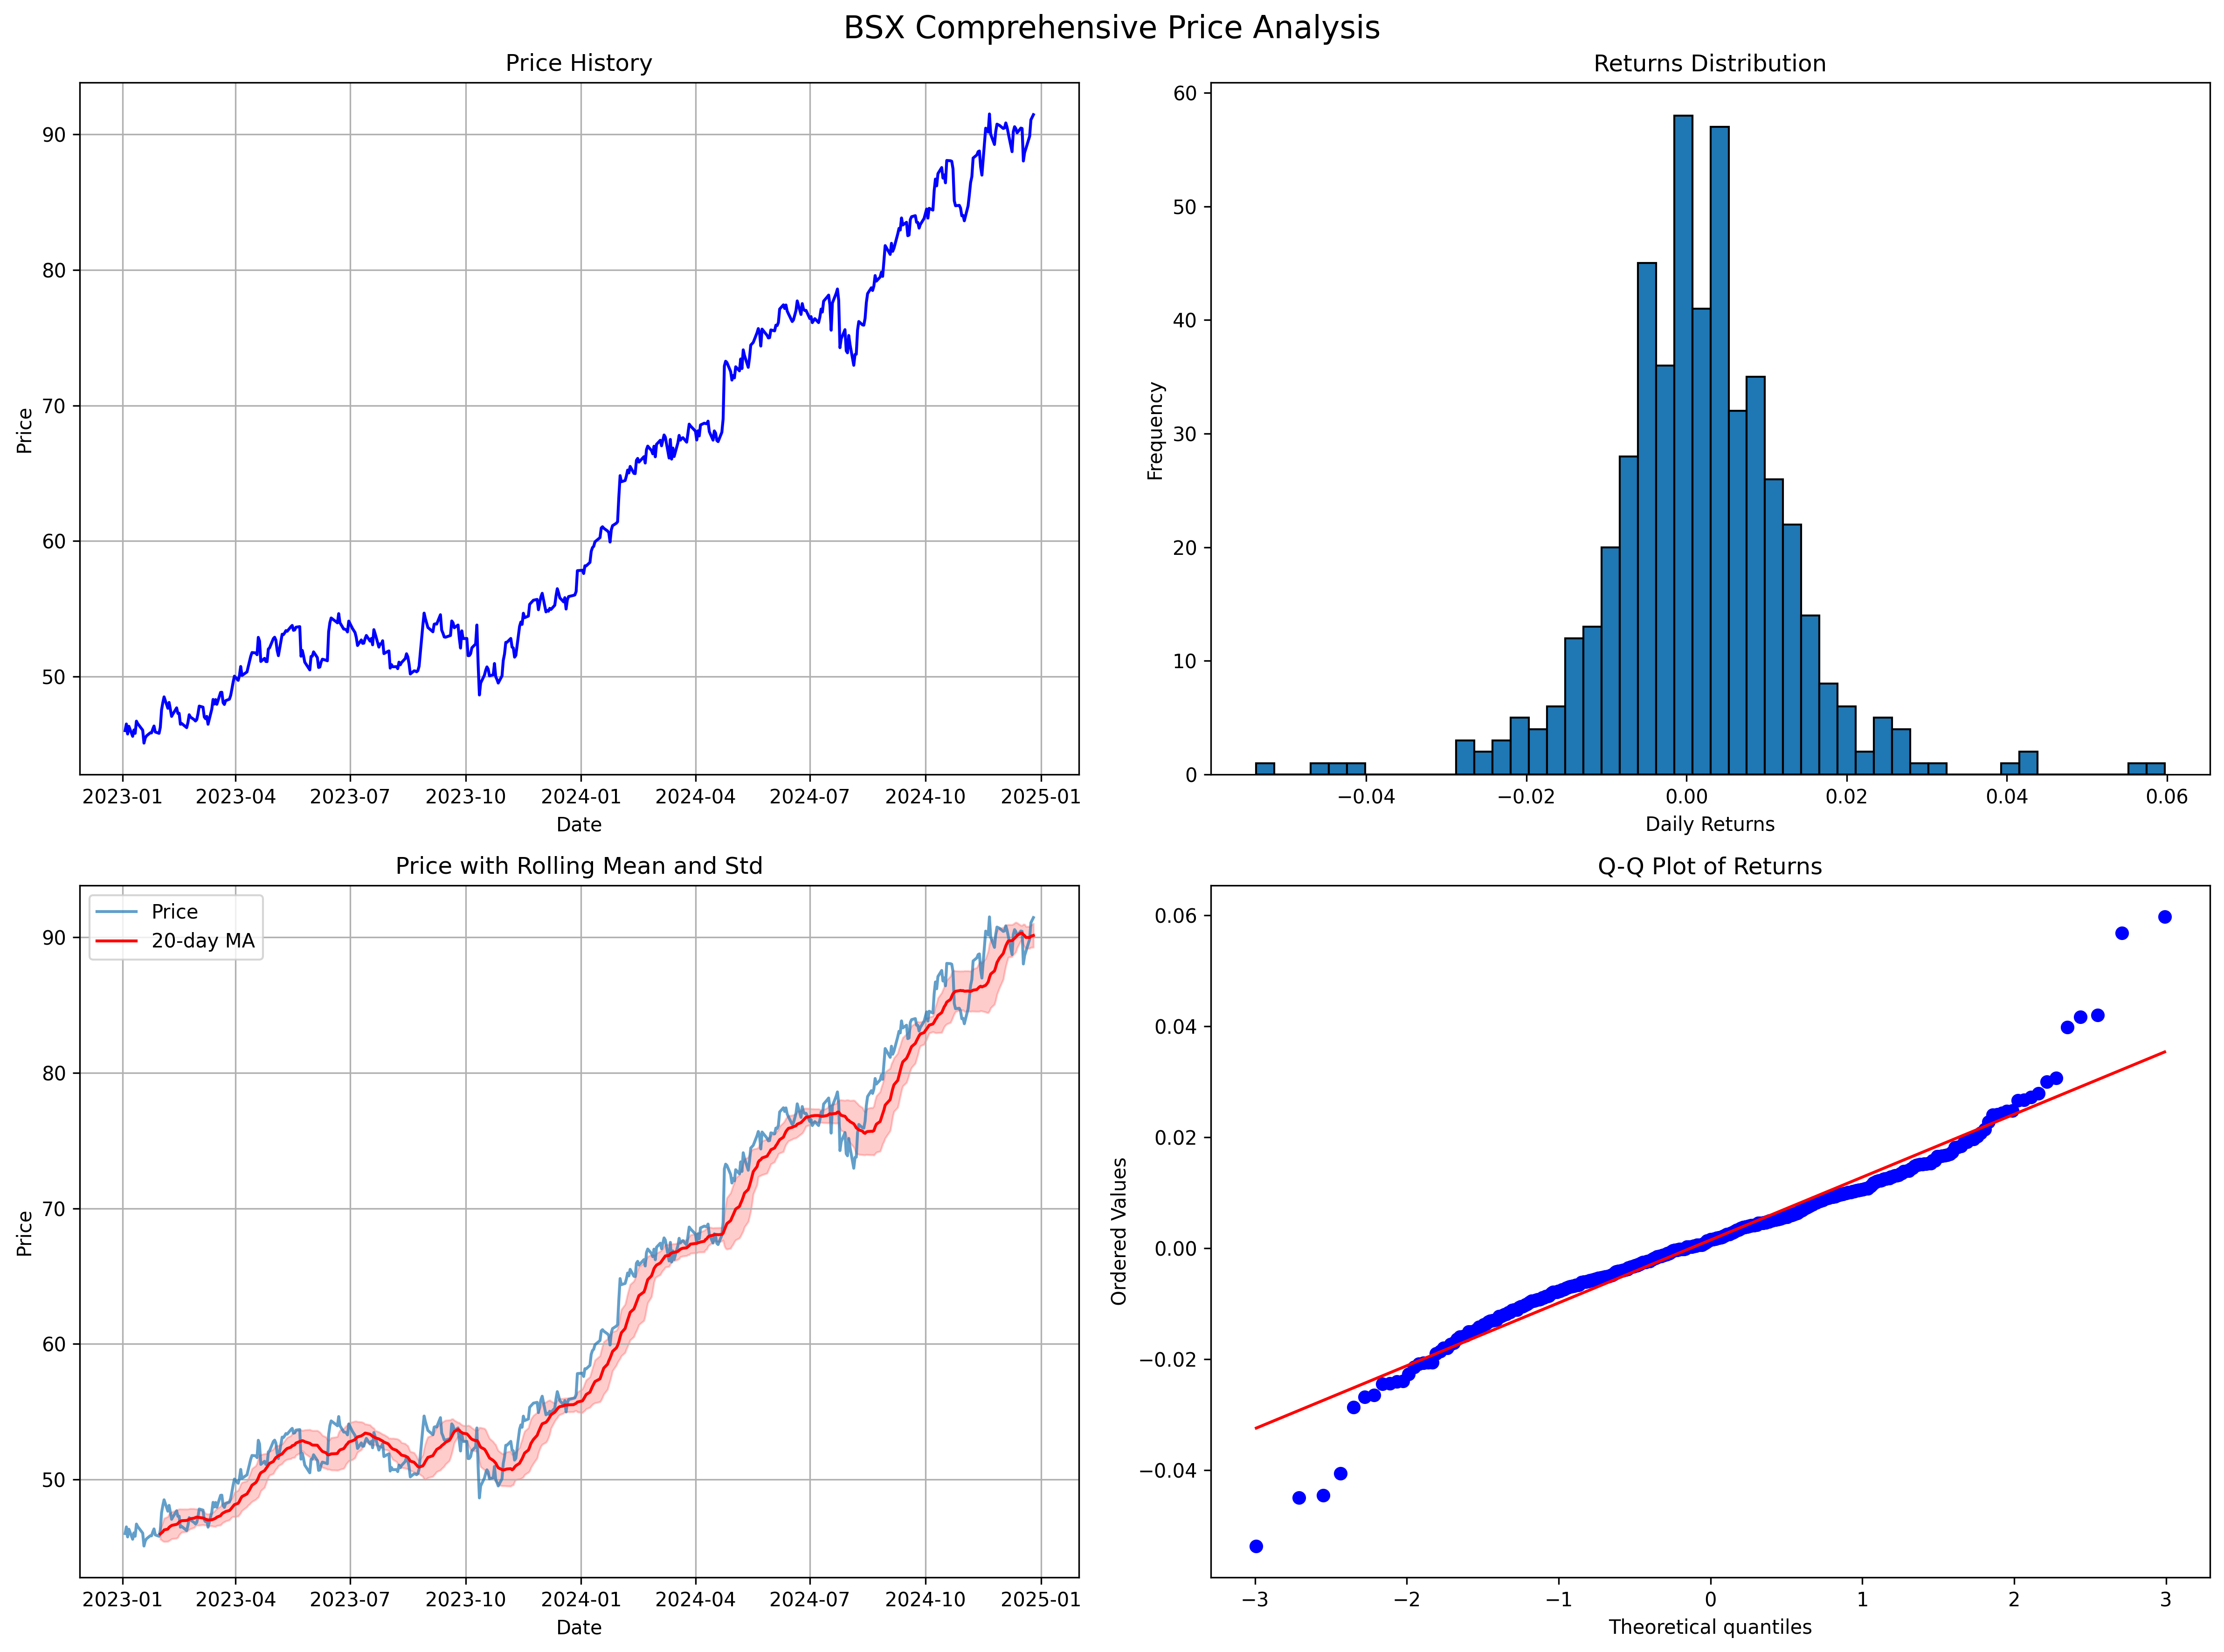 BSX Comprehensive Price Analysis
Price History
Price
90
80
70
60
50
2023-01 2023-04 2023-07 2023-10 2024-01 2024-04 2024-07 2024-10 2025-01
Date
Returns Distribution
Frequency
60
50
40
30
20
10
0
−0.04 −0.02 0.00 0.02 0.04 0.06
Daily Returns
Price with Rolling Mean and Std
Price
20-day MA
Price
90
80
70
60
50
2023-01 2023-04 2023-07 2023-10 2024-01 2024-04 2024-07 2024-10 2025-01
Date
Q-Q Plot of Returns
Ordered Values
0.06
0.04
0.02
0.00
−0.02
−0.04
−3 −2 −1 0 1 2 3
Theoretical quantiles